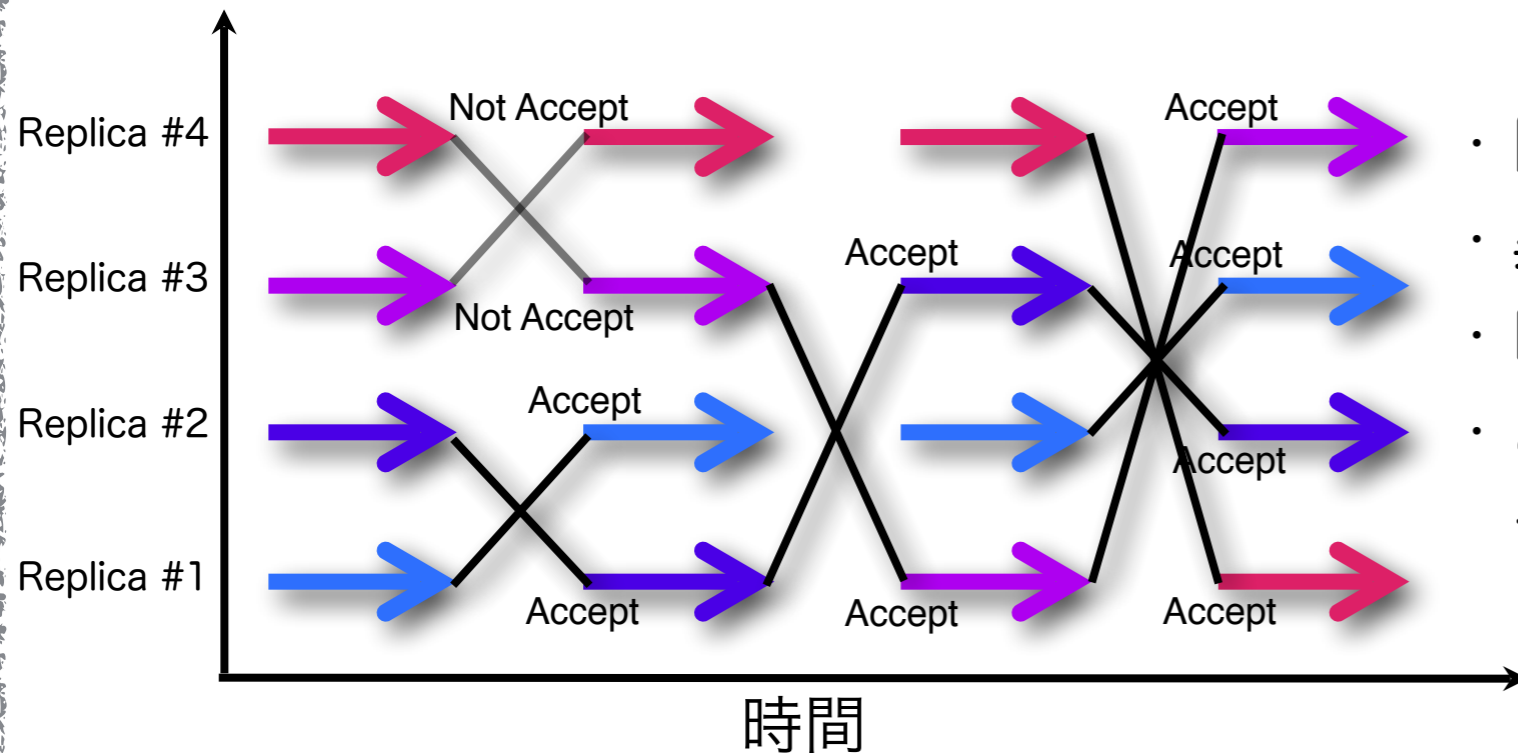 Not Accept
Accept
Replica #4
Accept
Accept
Replica #3
Not Accept
Accept
Replica #2
Accept
Replica #1
Accept
Accept
Accept
時間